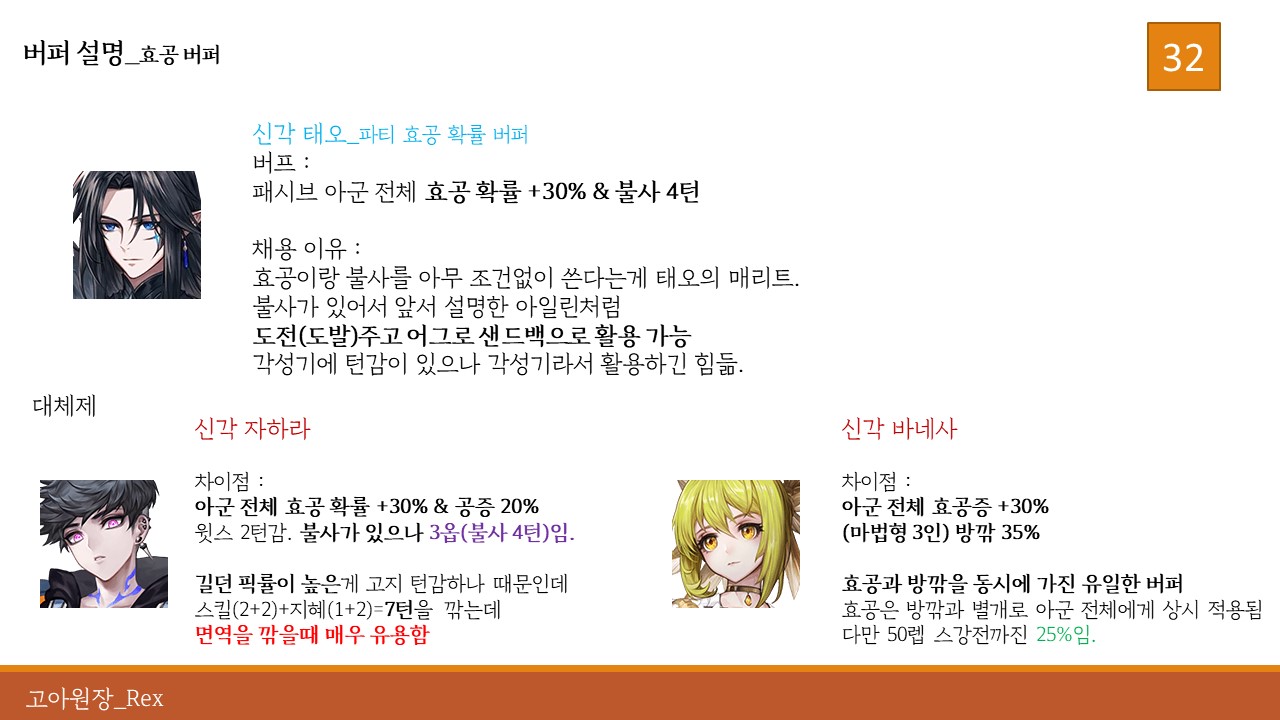 버퍼 설명_효공 버퍼
32
신각 태오_파티 효공 확률 버퍼
버프 :
패시브 아군 전체 효공 확률 +30% & 불사 4턴
채용 이유 :
효공이랑 불사를 아무 조건없이 쓴다는게 태오의 매리트.
불사가 있어서 앞서 설명한 아일린처럼
도전(도발)주고 어그로 샌드백으로 활용 가능
각성기에 턴감이 있으나 각성기라서 활용하긴 힘듦.
대체제
신각 자하라
차이점 :
아군 전체 효공 확률 +30% & 공증 20%
윗스 2턴감. 불사가 있으나 3옵(불사 4턴)임.
길던 픽률이 높은게 고지 턴감하나 때문인데
스킬(2+2)+지혜(1+2)=7턴을 깎는데
면역을 깎을때 매우 유용함
신각 바네사
차이점 :
아군 전체 효공증 +30%
(마법형 3인) 방깎 35%
효공과 방깎을 동시에 가진 유일한 버퍼
효공은 방깎과 별개로 아군 전체에게 상시 적용됨
다만 50렙 스강전까진 25%임.
고아원장_Rex